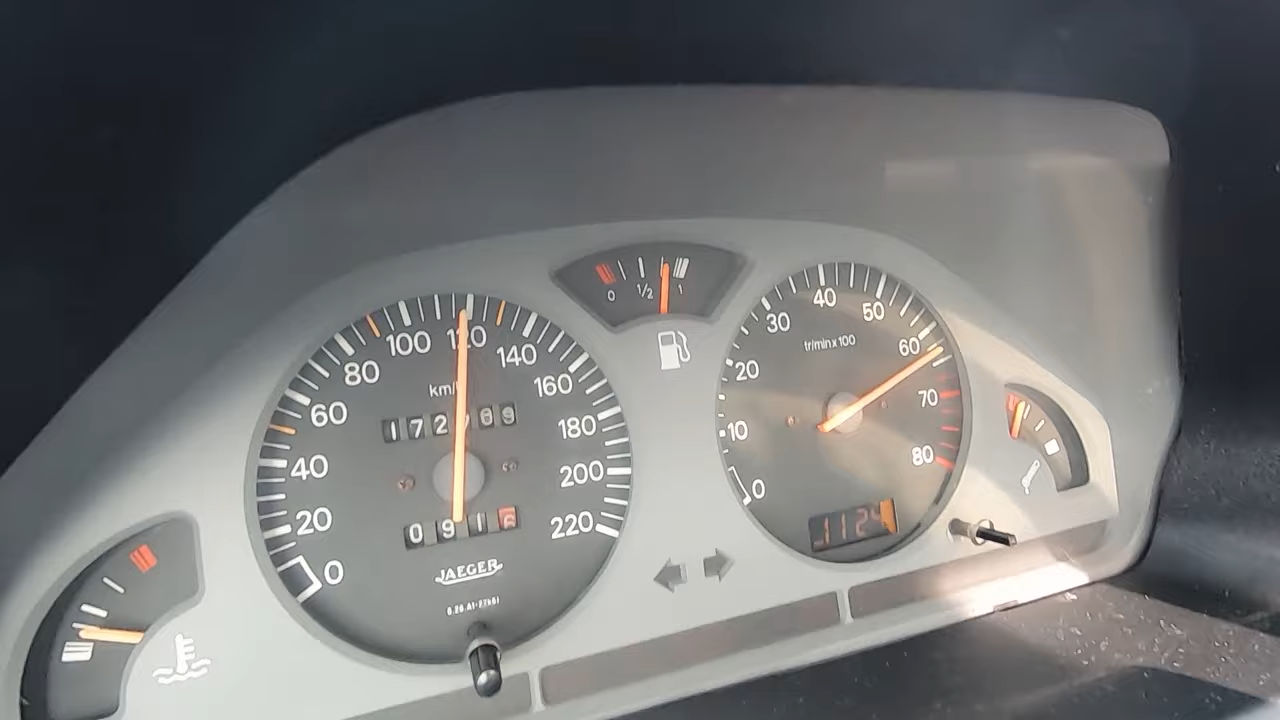 0 1/2 1
0 20 40 60 80 100 120 140 160 180 200 220
km/h
0916
JAEGER
0 10 20 30 40 50 60 70 80
tr/min x 100
1124